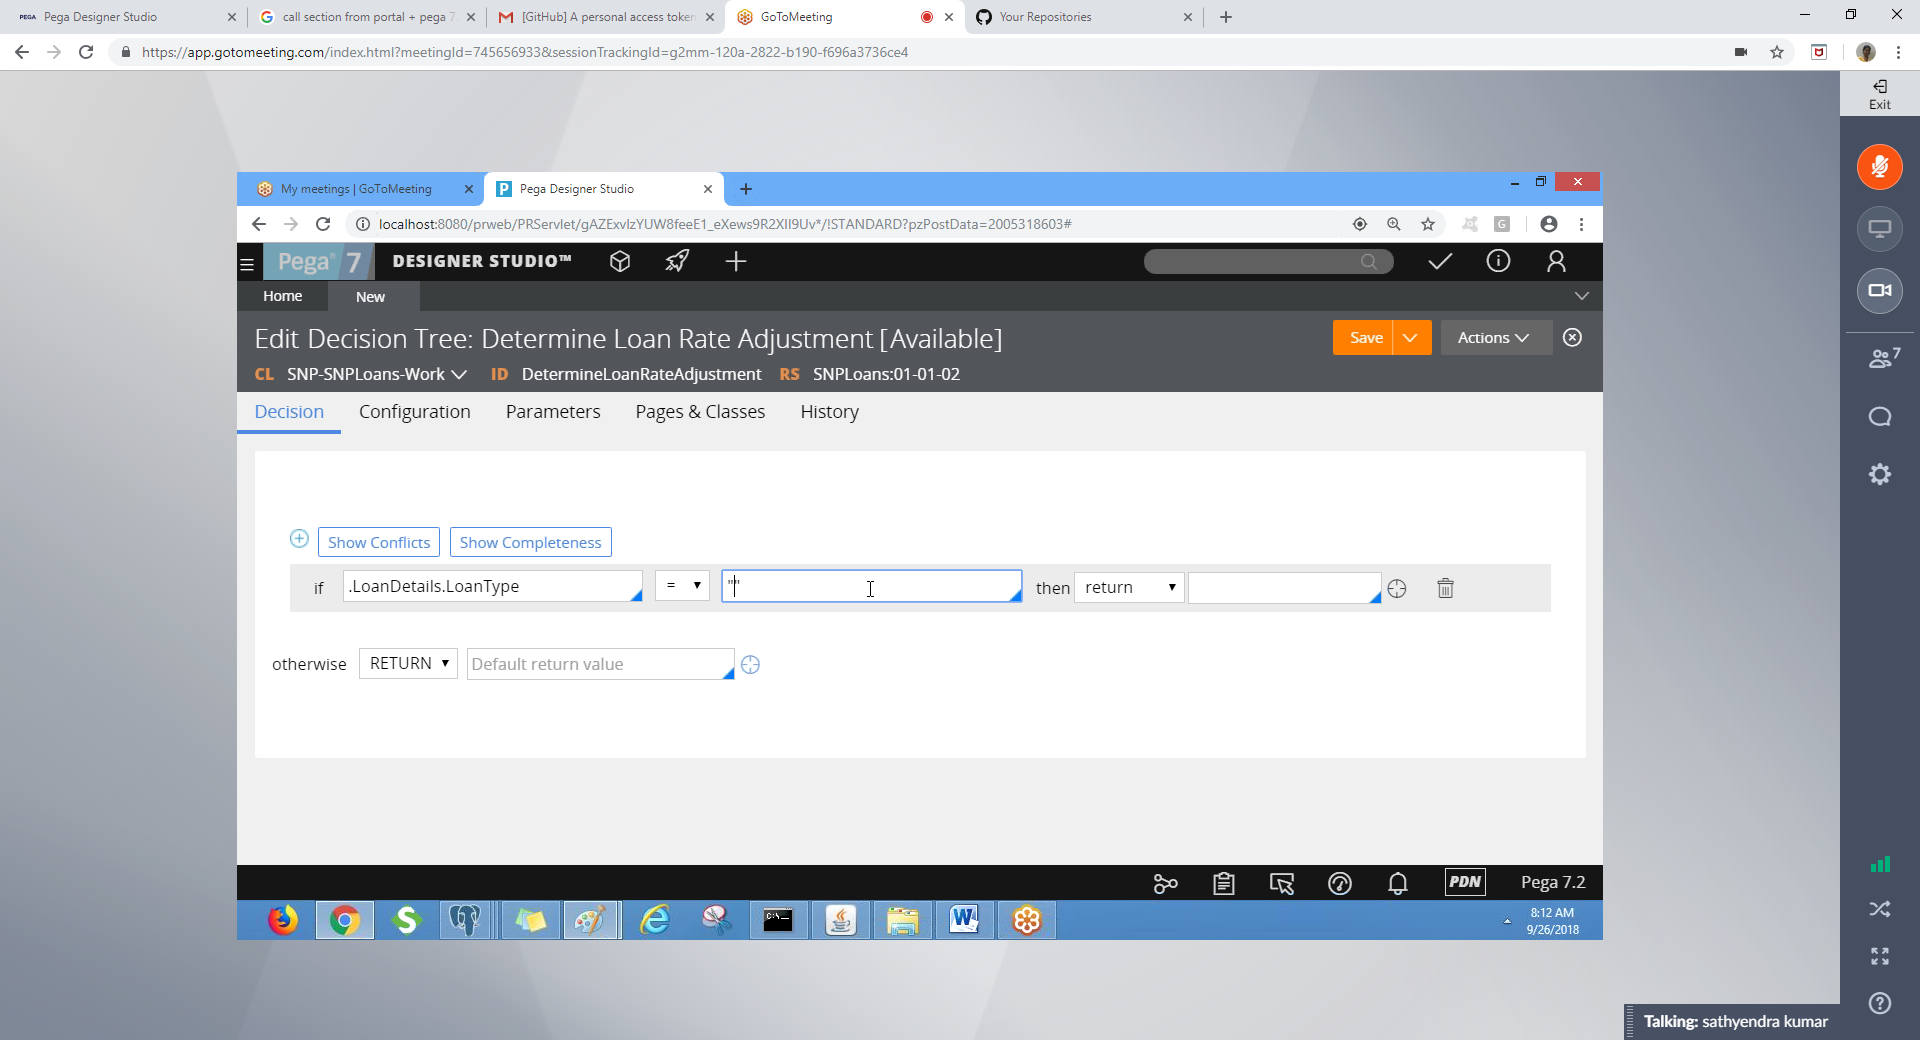 PEGA Pega Designer Studio
call section from portal + pega 7
[GitHub] A personal access token
GoToMeeting
Your Repositories
https://app.gotomeeting.com/index.html?meetingId=745656933&sessionTrackingId=g2mm-120a-2822-b190-f696a3736ce4
Exit
My meetings | GoToMeeting
Pega Designer Studio
localhost:8080/prweb/PRServlet/gAZExvlzYUW8feeE1_eXews9R2XII9Uv*/!STANDARD?pzPostData=2005318603#
Pega 7 DESIGNER STUDIO™
Home New
Edit Decision Tree: Determine Loan Rate Adjustment [Available]
Save Actions
CL SNP-SNPLoans-Work ID DetermineLoanRateAdjustment RS SNPLoans:01-01-02
7
Decision Configuration Parameters Pages & Classes History
Show Conflicts Show Completeness
if .LoanDetails.LoanType = "" then return
otherwise RETURN Default return value
PDN Pega 7.2
8:12 AM
9/26/2018
Talking: sathyendra kumar